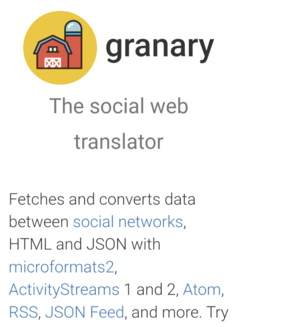 granary
The social web
translator
Fetches and converts data
between social networks,
HTML and JSON with
microformats2,
ActivityStreams 1 and 2, Atom,
RSS, JSON Feed, and more. Try